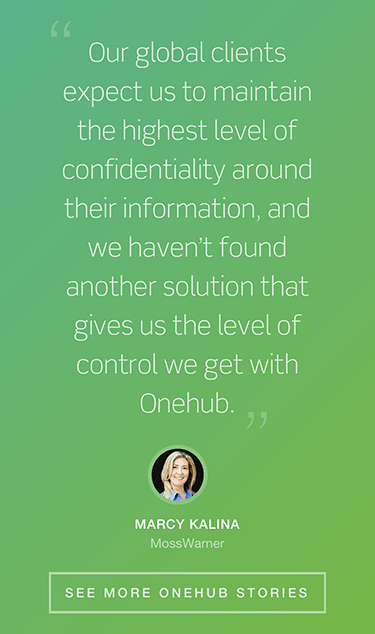 “
Our global clients
expect us to maintain
the highest level of
confidentiality around
their information, and
we haven’t found
another solution that
gives us the level of
control we get with
Onehub.
”
MARCY KALINA
MossWarner
SEE MORE ONEHUB STORIES